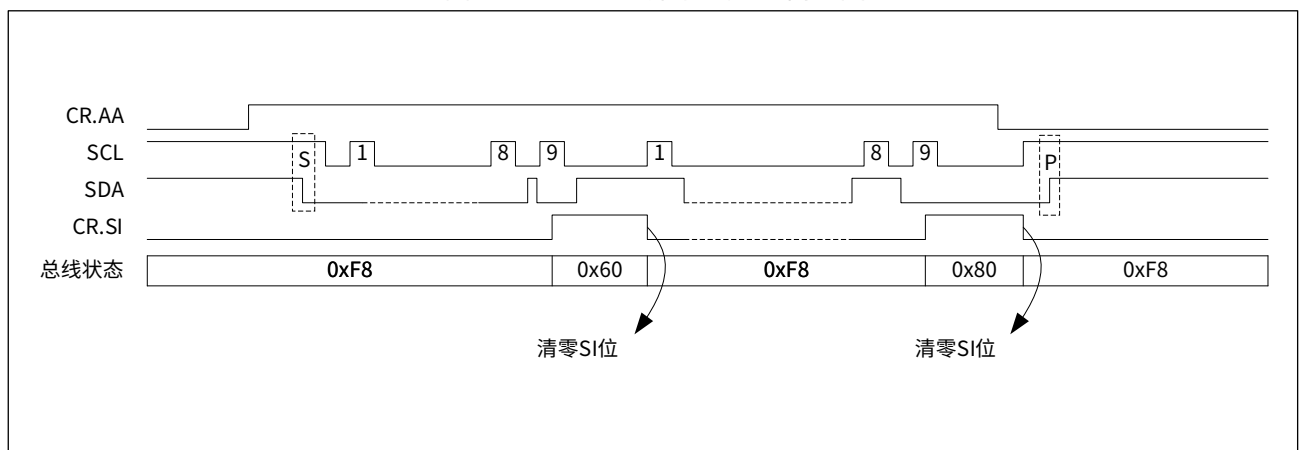 CR.AA
SCL S 1 8 9 1 8 9 P
SDA
CR.SI
总线状态 0xF8 0x60 0xF8 0x80 0xF8
清零SI位 清零SI位